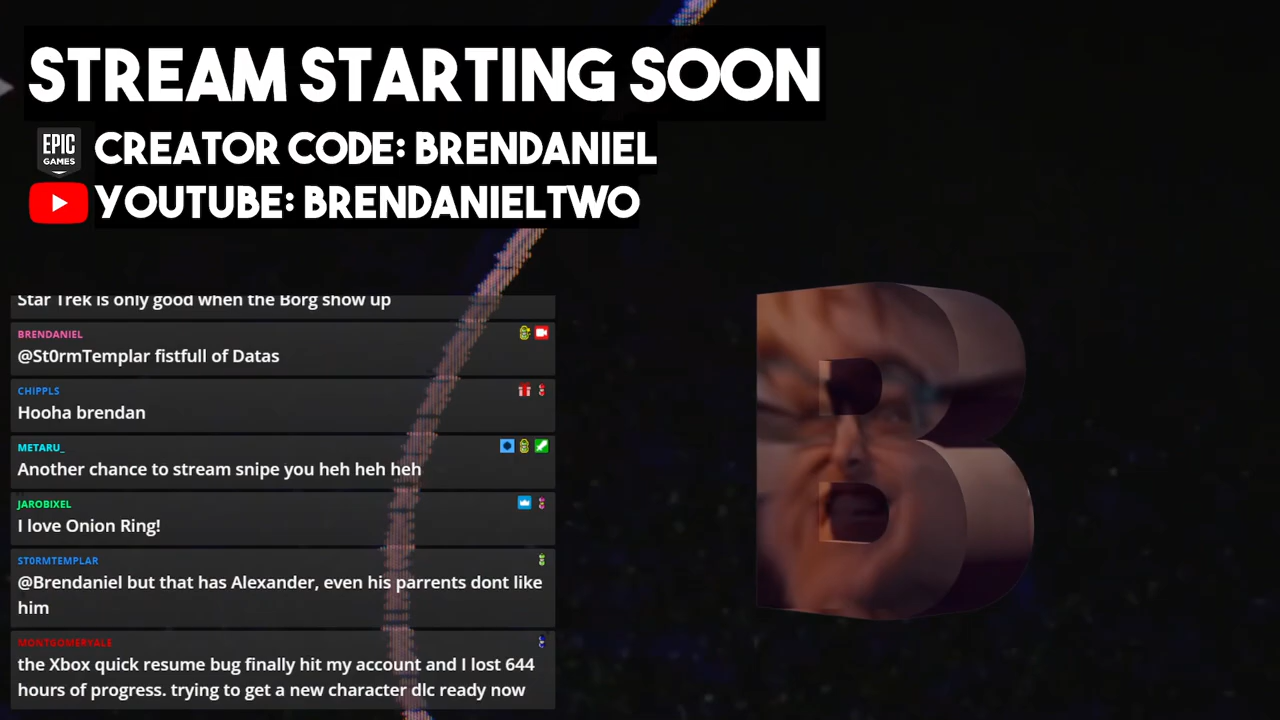 STREAM STARTING SOON
EPIC
GAMES
CREATOR CODE: BRENDANIEL
YOUTUBE: BRENDANIELTWO
Star Trek is only good when the Borg show up
BRENDANIEL
@St0rmTemplar fistfull of Datas
CHIPPLS
Hooha brendan
METARU_
Another chance to stream snipe you heh heh heh
JAROBIXEL
I love Onion Ring!
ST0RMTEMPLAR
@Brendaniel but that has Alexander, even his parrents dont like
him
MONTGOMERYALE
the Xbox quick resume bug finally hit my account and I lost 644
hours of progress. trying to get a new character dlc ready now
B